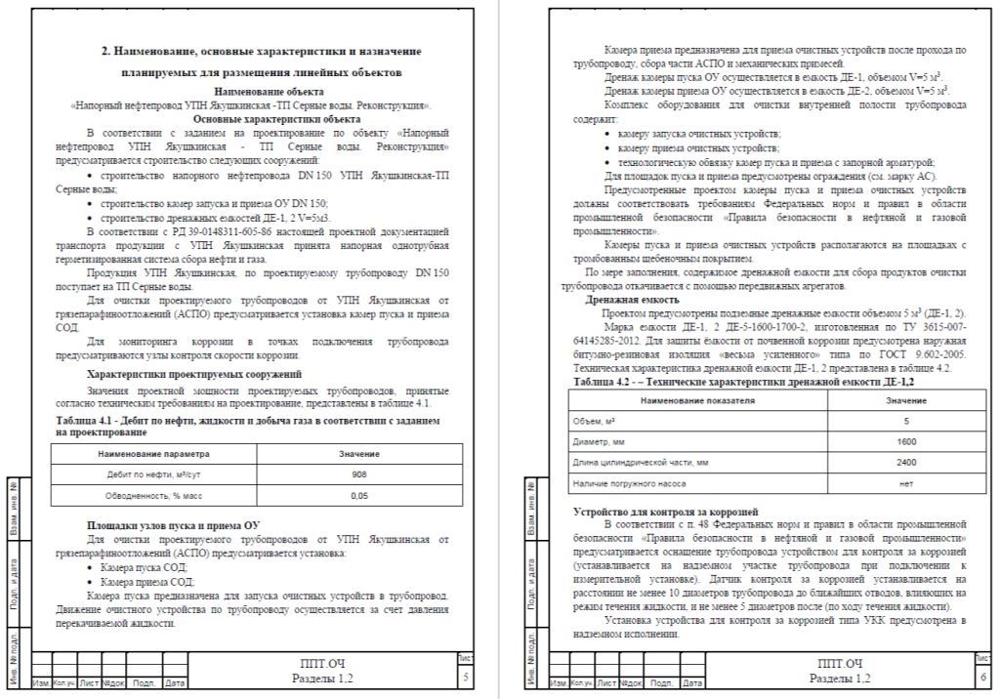 2. Наименование, основные характеристики и назначение
планируемых для размещения линейных объектов
Наименование объекта
«Напорный нефтепровод УПН Якушкинская -ТП Серные воды. Реконструкция».
Основные характеристики объекта
В соответствии с заданием на проектирование по объекту «Напорный
нефтепровод УПН Якушкинская - ТП Серные воды. Реконструкция»
предусматривается строительство следующих сооружений:
• строительство напорного нефтепровода DN 150 УПН Якушкинская-ТП
Серные воды;
• строительство камер запуска и приема ОУ DN 150;
• строительство дренажных емкостей ДЕ-1, 2 V=5м3.
В соответствии с РД 39-0148311-605-86 настоящей проектной документацией
транспорта продукции с УПН Якушкинская принята напорная однотрубная
герметизированная система сбора нефти и газа.
Продукция УПН Якушкинская, по проектируемому трубопроводу DN 150
поступает на ТП Серные воды.
Для очистки проектируемого трубопроводов от УПН Якушкинская от
грязепарафиноотложений (АСПО) предусматривается установка камер пуска и приема
СОД.
Для мониторинга коррозии в точках подключения трубопровода
предусматриваются узлы контроля скорости коррозии.
Характеристики проектируемых сооружений
Значения проектной мощности проектируемых трубопроводов, принятые
согласно техническим требованиям на проектирование, представлены в таблице 4.1.
Таблица 4.1 - Дебит по нефти, жидкости и добыча газа в соответствии с заданием
на проектирование
Наименование параметра Значение
Дебит по нефти, м³/сут 908
Обводненность, % масс 0,05
Площадки узлов пуска и приема ОУ
Для очистки проектируемого трубопроводов от УПН Якушкинская от
грязепарафиноотложений (АСПО) предусматривается установка:
• Камера пуска СОД;
• Камера приема СОД;
Камера пуска предназначена для запуска очистных устройств в трубопровод.
Движение очистного устройства по трубопроводу осуществляется за счет давления
перекачиваемой жидкости.
Взам. инв. №
Подп. и дата
Инв. № подл.
Изм. Кол.уч. Лист №док Подп. Дата
ППТ.ОЧ
Разделы 1,2
Лист
5
Камера приема предназначена для приема очистных устройств после прохода по
трубопроводу, сбора части АСПО и механических примесей.
Дренаж камеры пуска ОУ осуществляется в емкость ДЕ-1, объемом V=5 м³.
Дренаж камеры приема ОУ осуществляется в емкость ДЕ-2, объемом V=5 м³.
Комплекс оборудования для очистки внутренней полости трубопровода
содержит:
• камеру запуска очистных устройств;
• камеру приема очистных устройств;
• технологическую обвязку камер пуска и приема с запорной арматурой;
Для площадок пуска и приема предусмотрены ограждения (см. марку АС).
Предусмотренные проектом камеры пуска и приема очистных устройств
должны соответствовать требованиям Федеральных норм и правил в области
промышленной безопасности «Правила безопасности в нефтяной и газовой
промышленности».
Камеры пуска и приема очистных устройств располагаются на площадках с
тромбованным щебеночным покрытием.
По мере заполнения, содержимое дренажной емкости для сбора продуктов очистки
трубопровода откачивается с помощью передвижных агрегатов.
Дренажная емкость
Проектом предусмотрены подземные дренажные емкости объемом 5 м³ (ДЕ-1, 2).
Марка емкости ДЕ-1, 2 ДЕ-5-1600-1700-2, изготовленная по ТУ 3615-007-
64145285-2012. Для защиты ёмкости от почвенной коррозии предусмотрена наружная
битумно-резиновая изоляция «весьма усиленного» типа по ГОСТ 9.602-2005.
Техническая характеристика дренажной емкости ДЕ-1, 2 представлена в таблице 4.2.
Таблица 4.2 - – Технические характеристики дренажной емкости ДЕ-1,2
Наименование показателя Значение
Объем, м³ 5
Диаметр, мм 1600
Длина цилиндрической части, мм 2400
Наличие погружного насоса нет
Устройство для контроля за коррозией
В соответствии с п. 48 Федеральных норм и правил в области промышленной
безопасности «Правила безопасности в нефтяной и газовой промышленности»
предусматривается оснащение трубопровода устройством для контроля за коррозией
(устанавливается на надземном участке трубопровода при подключении к
измерительной установке). Датчик контроля за коррозией устанавливается на
расстоянии не менее 10 диаметров трубопровода до ближайших отводов, влияющих на
режим течения жидкости, и не менее 5 диаметров после (по ходу течения жидкости).
Установка устройства для контроля за коррозией типа УКК предусмотрена в
надземном исполнении.
Взам. инв. №
Подп. и дата
Инв. № подл.
Изм. Кол.уч. Лист №док Подп. Дата
ППТ.ОЧ
Разделы 1,2
Лист
6